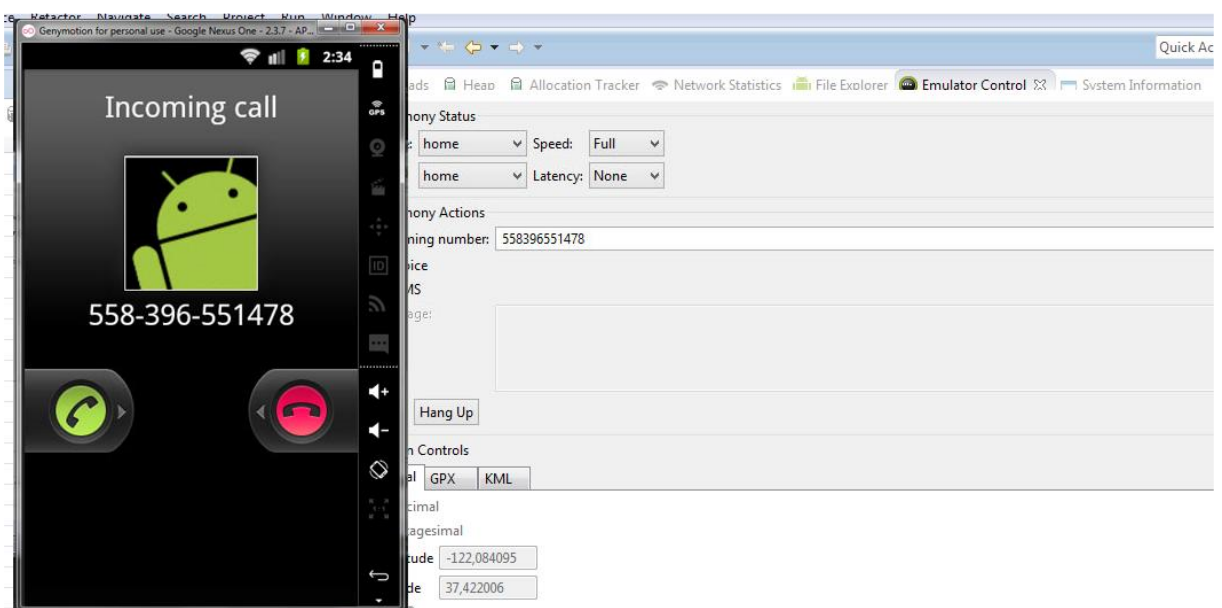 Refactor Navigate Search Project Run Window Help
Genymotion for personal use - Google Nexus One - 2.3.7 - AP...
2:34
Quick Ac
ads Heap Allocation Tracker Network Statistics File Explorer Emulator Control System Information
Incoming call
GPS
hony Status
home Speed: Full
home Latency: None
hony Actions
ming number: 558396551478
ID
oice
MS
age:
558-396-551478
Hang Up
n Controls
al GPX KML
cimal
agesimal
tude -122,084095
de 37,422006